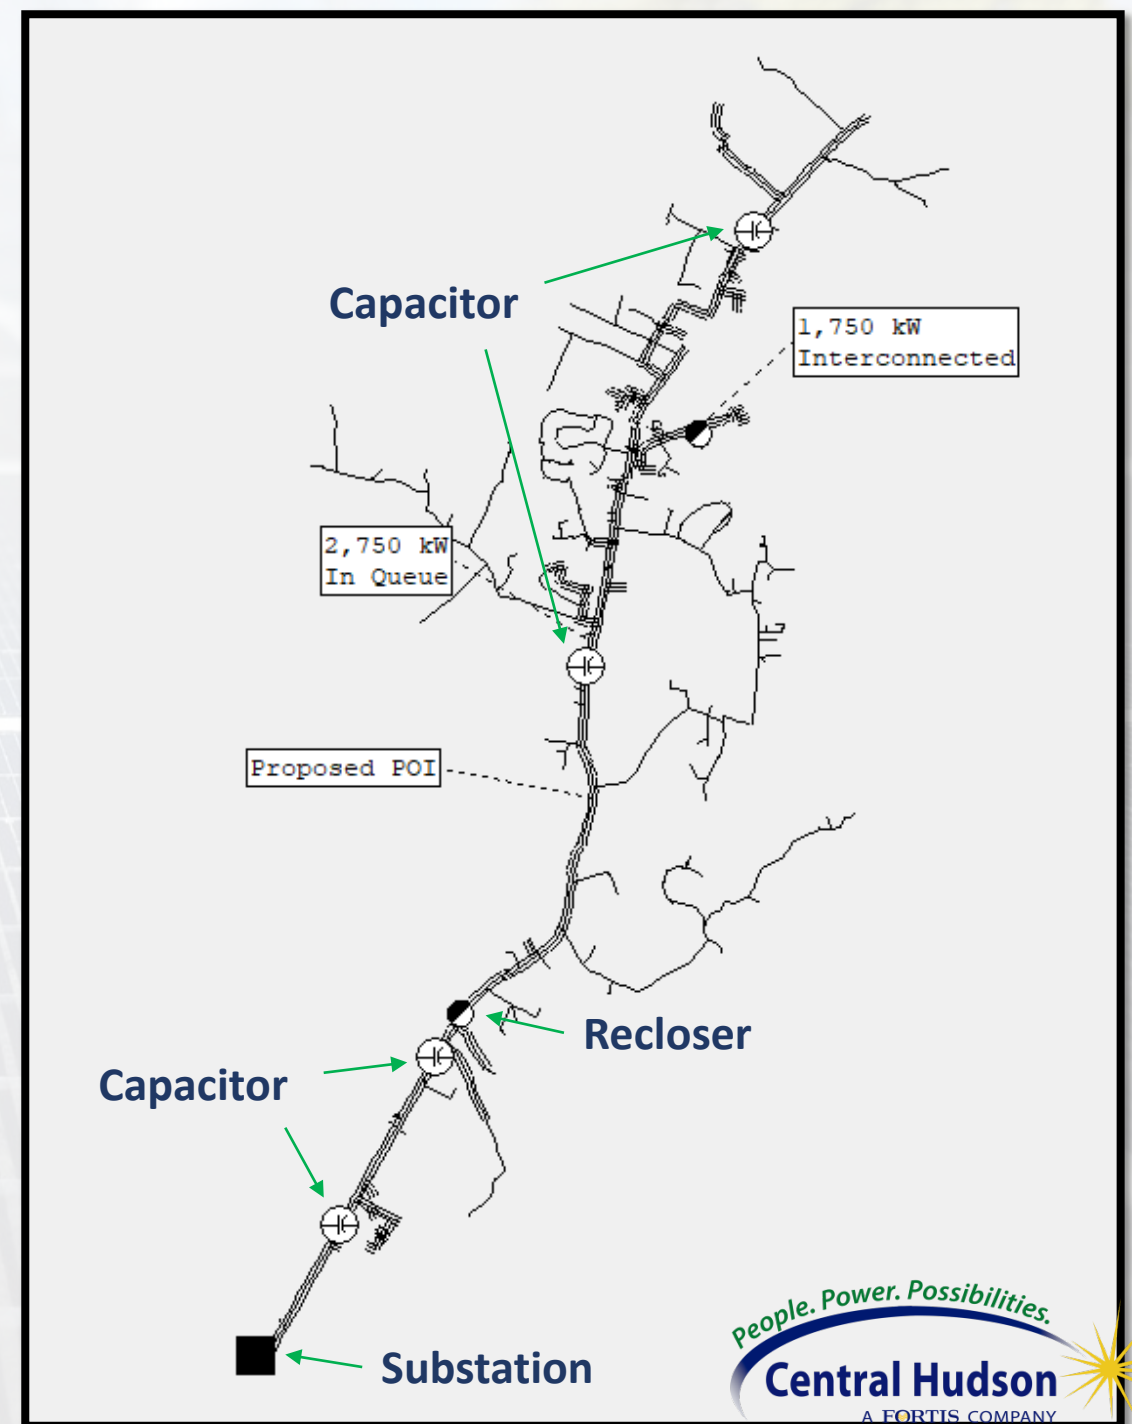 Capacitor
1,750 kW
Interconnected
2,750 kW
In Queue
Proposed POI
Recloser
Capacitor
Substation
People. Power. Possibilities.
Central Hudson
A FORTIS COMPANY